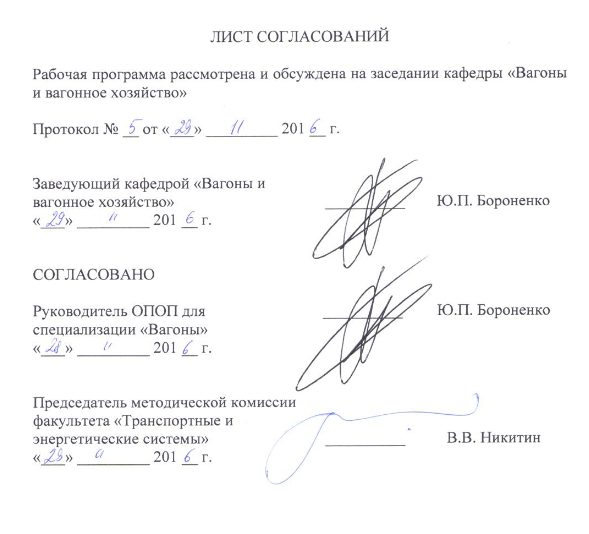 ЛИСТ СОГЛАСОВАНИЙ
Рабочая программа рассмотрена и обсуждена на заседании кафедры «Вагоны
и вагонное хозяйство»
Протокол № 5 от «29» 11 2016 г.
Заведующий кафедрой «Вагоны и
вагонное хозяйство»
Ю.П. Бороненко
«29» 11 2016 г.
СОГЛАСОВАНО
Руководитель ОПОП для
специализации «Вагоны»
Ю.П. Бороненко
«28» 11 2016 г.
Председатель методической комиссии
факультета «Транспортные и
энергетические системы»
В.В. Никитин
«29» 11 2016 г.